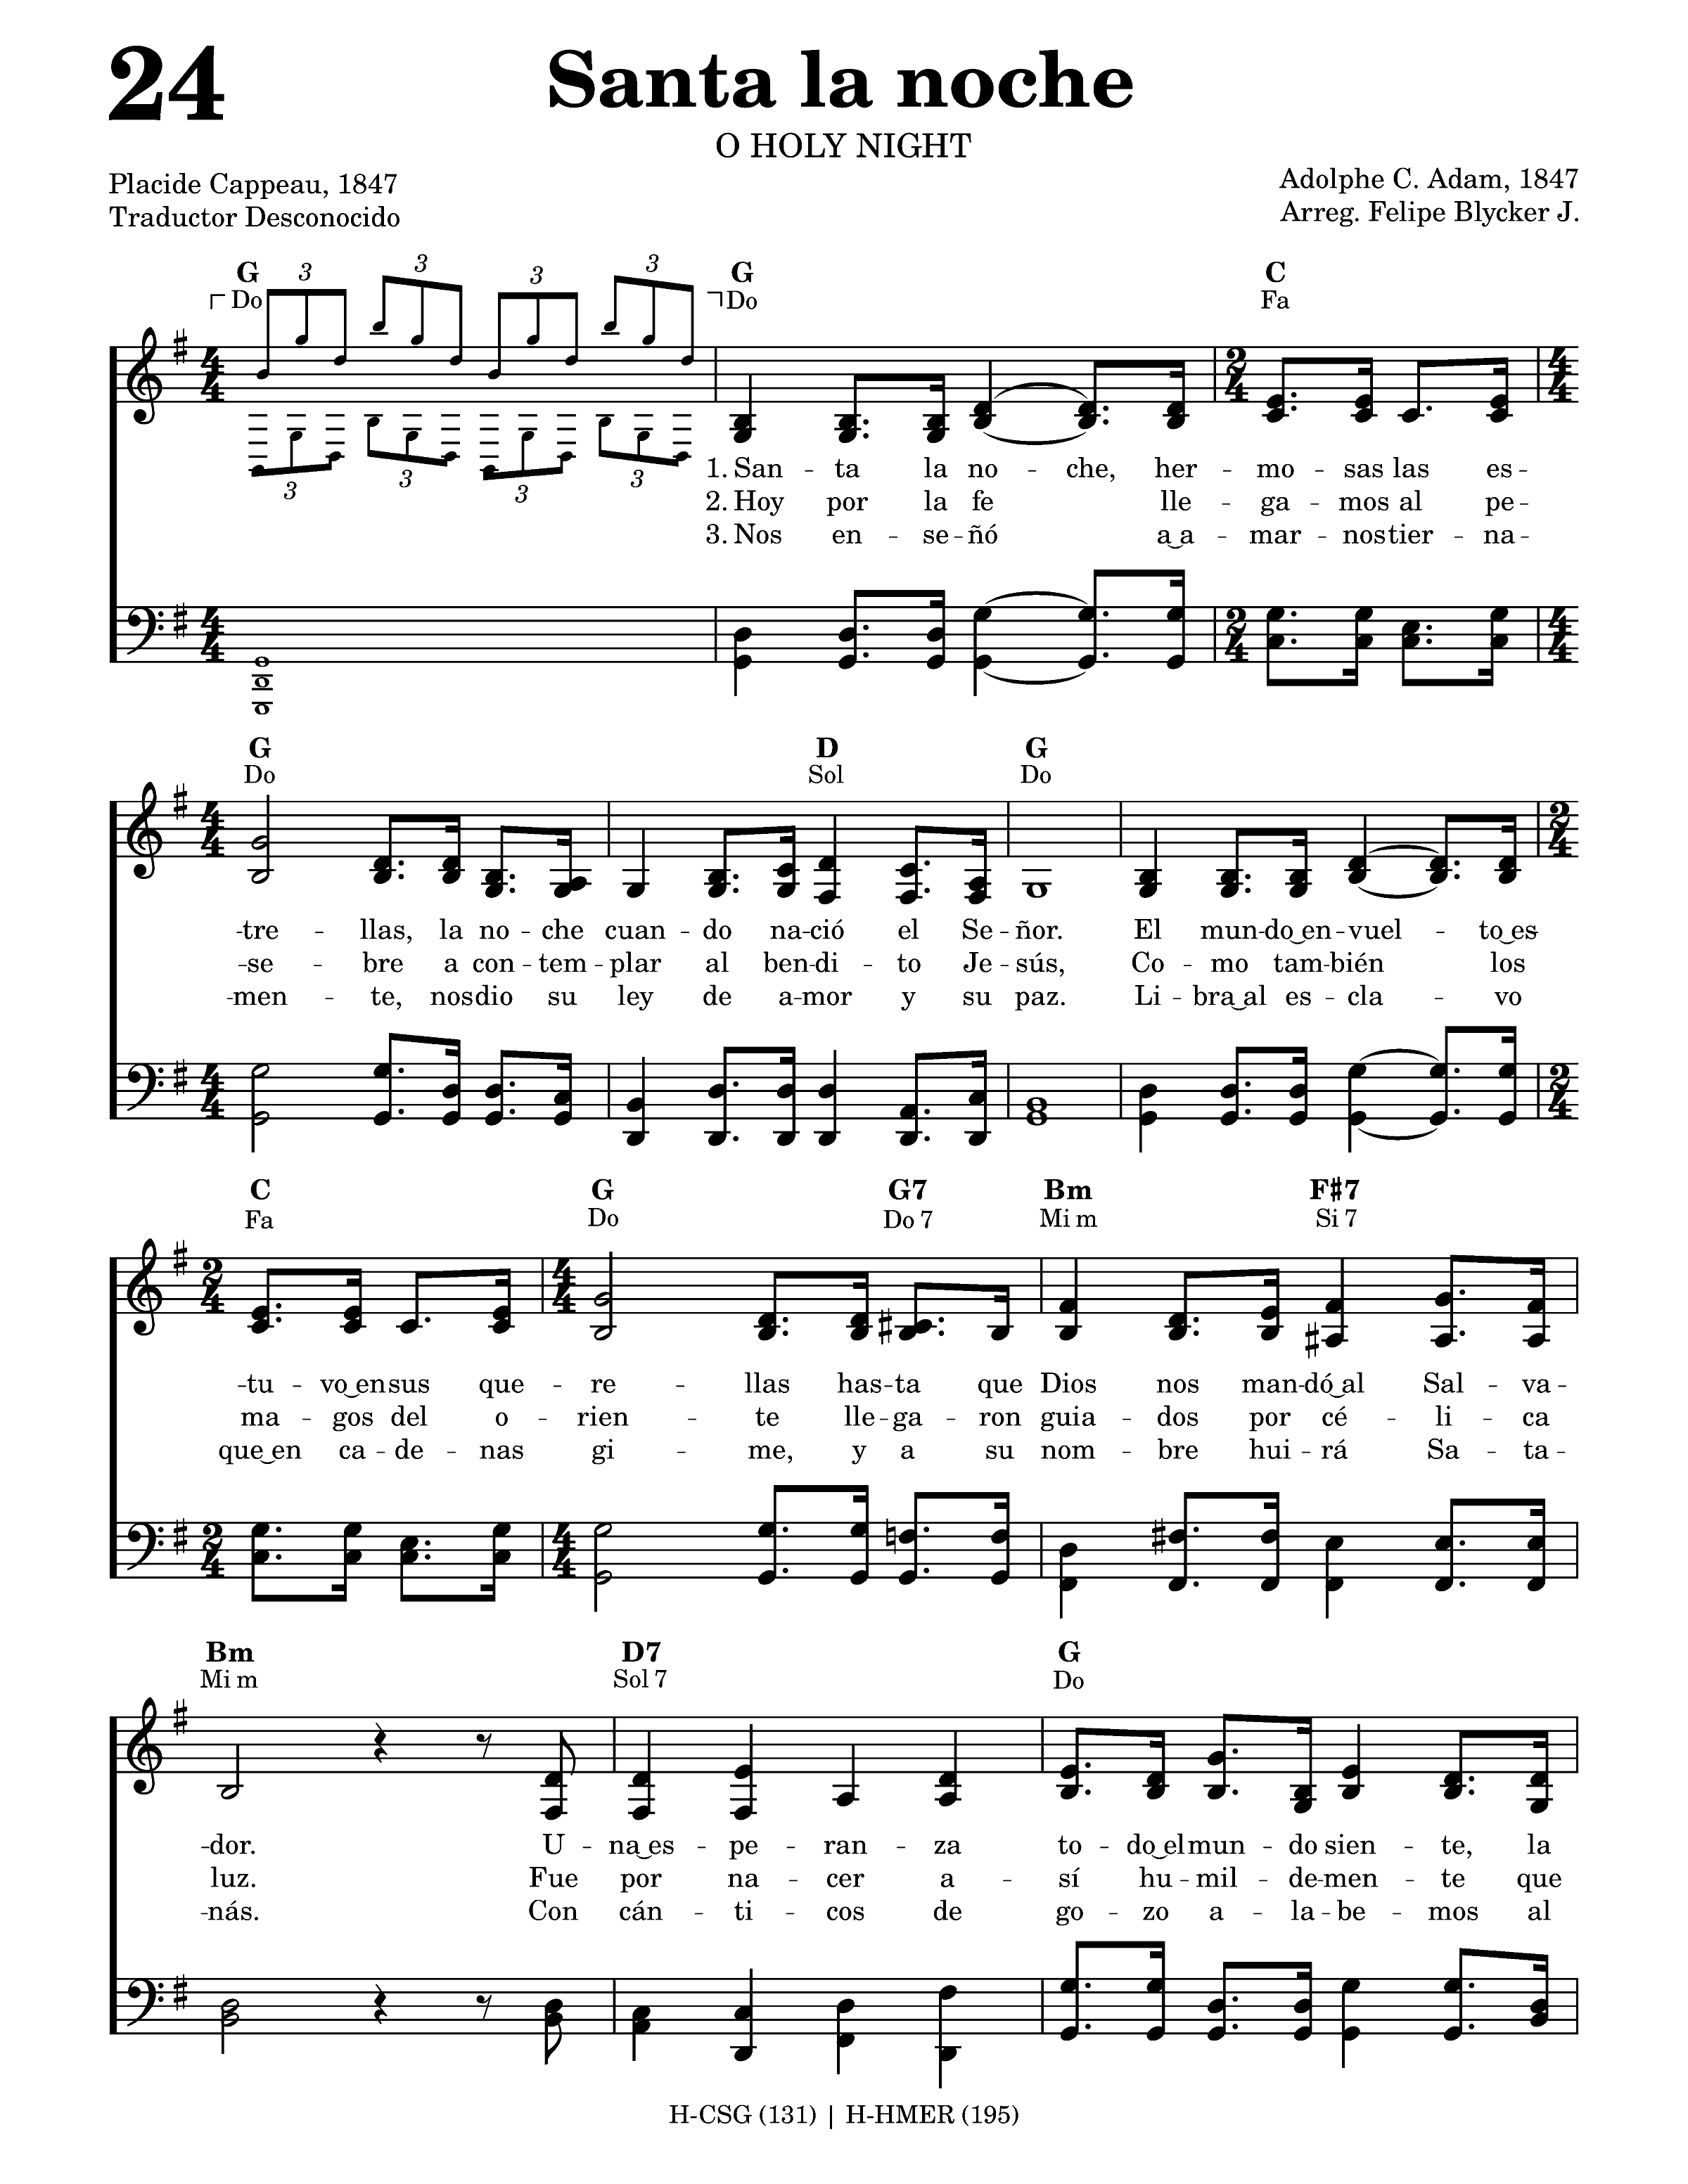 24
Santa la noche
O HOLY NIGHT
Placide Cappeau, 1847
Traductor Desconocido
Adolphe C. Adam, 1847
Arreg. Felipe Blycker J.
G G C
Do Do Fa
3 3 3 3
3 3 3 3
1. San - ta la no - che, her - mo - sas las es -
2. Hoy por la fe lle - ga - mos al pe -
3. Nos en - se - ñó a‿a - mar - nos tier - na -
G D G
Do Sol Do
-tre - llas, la no - che cuan - do na - ció el Se - ñor. El mun - do‿en - vuel - to‿es -
-se - bre a con - tem - plar al ben - di - to Je - sús, Co - mo tam - bién los
-men - te, nos dio su ley de a - mor y su paz. Li - bra‿al es - cla - vo
C G G7 Bm F#7
Fa Do Do 7 Mi m Si 7
-tu - vo‿en sus que - re - llas has - ta que Dios nos man - dó‿al Sal - va -
ma - gos del o - rien - te lle - ga - ron guia - dos por cé - li - ca
que‿en ca - de - nas gi - me, y a su nom - bre hui - rá Sa - ta -
Bm D7 G
Mi m Sol 7 Do
-dor. U - na‿es - pe - ran - za to - do‿el mun - do sien - te, la
luz. Fue por na - cer a - sí hu - mil - de - men - te que
-nás. Con cán - ti - cos de go - zo a - la - be - mos al
H-CSG (131) | H-HMER (195)